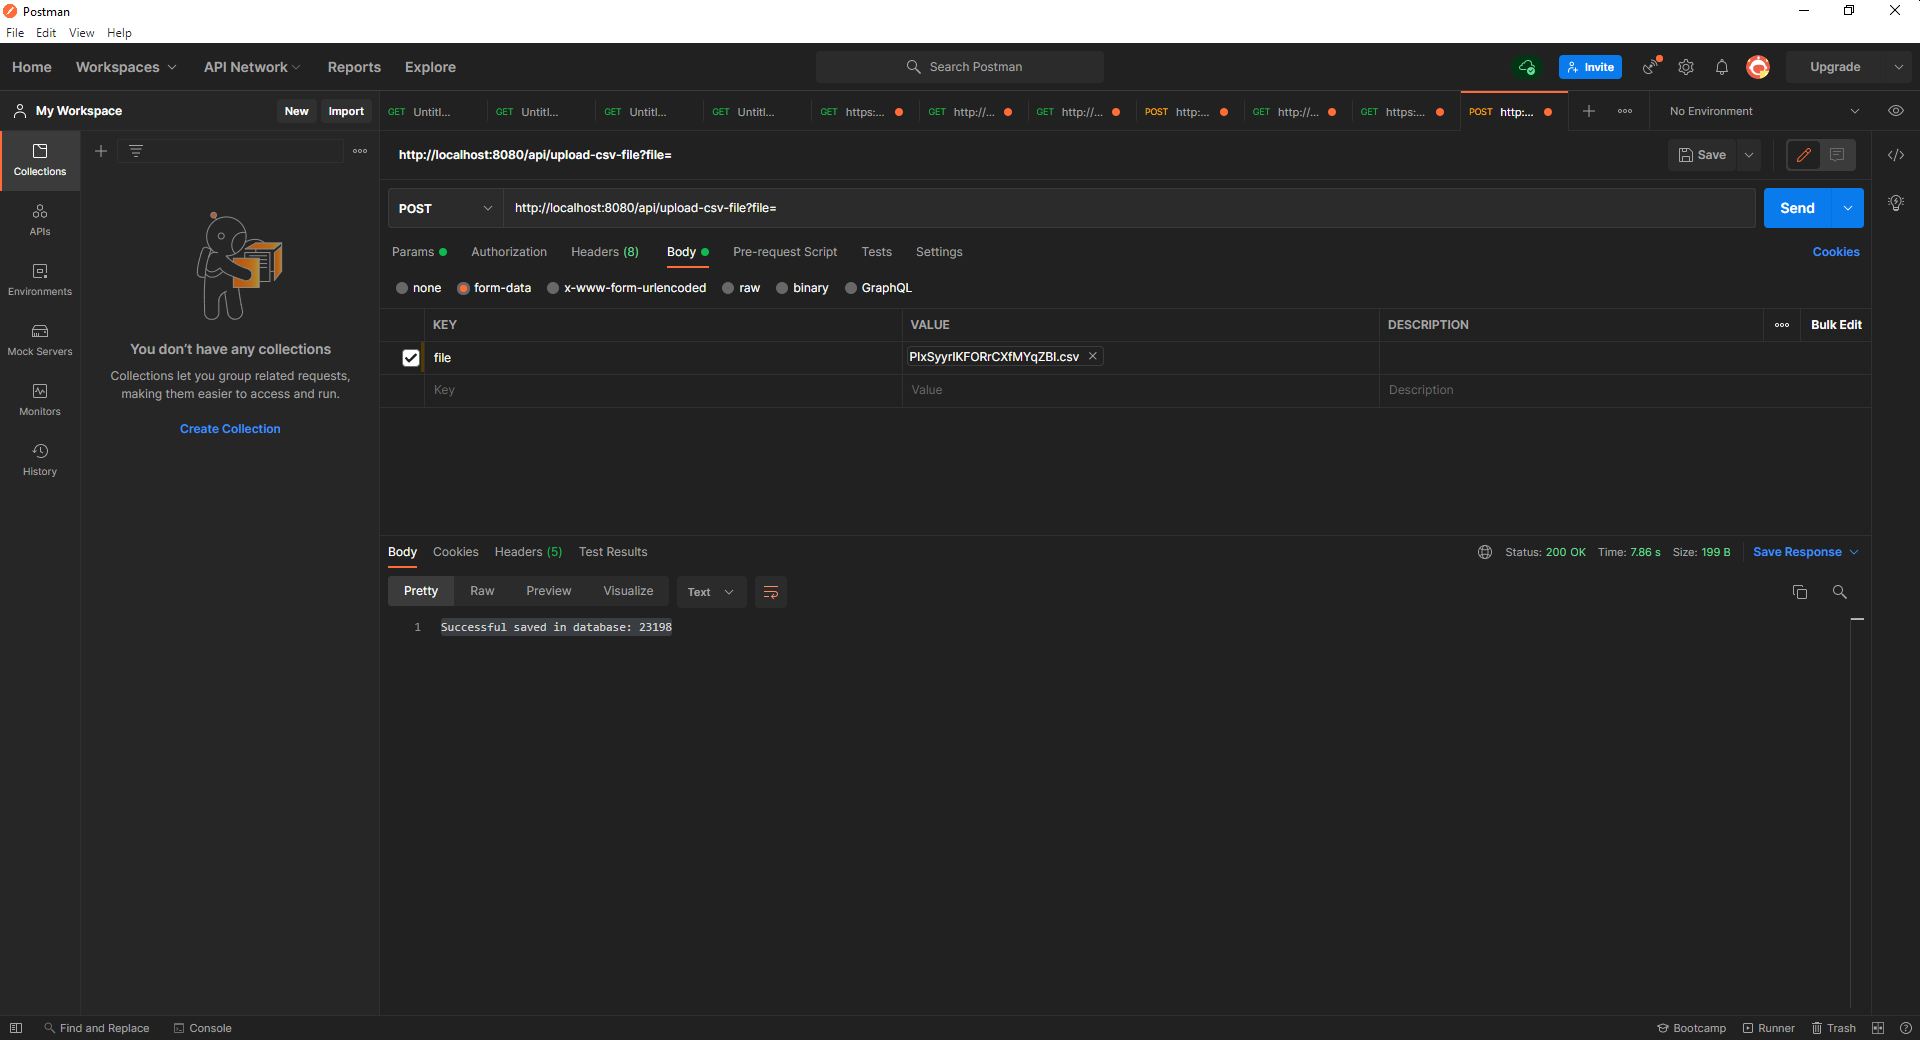 Postman
File Edit View Help
Home Workspaces API Network Reports Explore Search Postman Invite Upgrade
My Workspace New Import GET Untitl... GET Untitl... GET Untitl... GET Untitl... GET https:... GET http://... GET http://... POST http:... GET http://... GET https:... POST http:... No Environment
Collections
APIs
Environments
Mock Servers
Monitors
History
You don't have any collections
Collections let you group related requests,
making them easier to access and run.
Create Collection
http://localhost:8080/api/upload-csv-file?file= Save
POST http://localhost:8080/api/upload-csv-file?file= Send
Params Authorization Headers (8) Body Pre-request Script Tests Settings Cookies
none form-data x-www-form-urlencoded raw binary GraphQL
KEY VALUE DESCRIPTION Bulk Edit
file PlxSyyrlKFORrCXfMYqZBl.csv
Key Value Description
Body Cookies Headers (5) Test Results Status: 200 OK Time: 7.86 s Size: 199 B Save Response
Pretty Raw Preview Visualize Text
1 Successful saved in database: 23198
Find and Replace Console Bootcamp Runner Trash